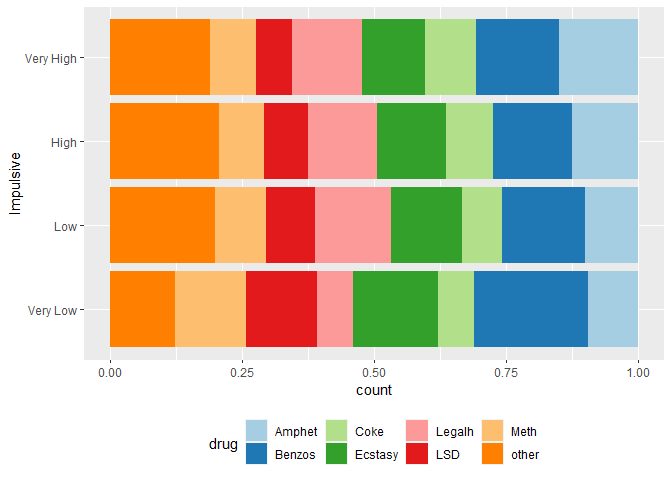 Very High
High
Low
Very Low
Impulsive
0.00 0.25 0.50 0.75 1.00
count
drug
Amphet Coke Legalh Meth
Benzos Ecstasy LSD other